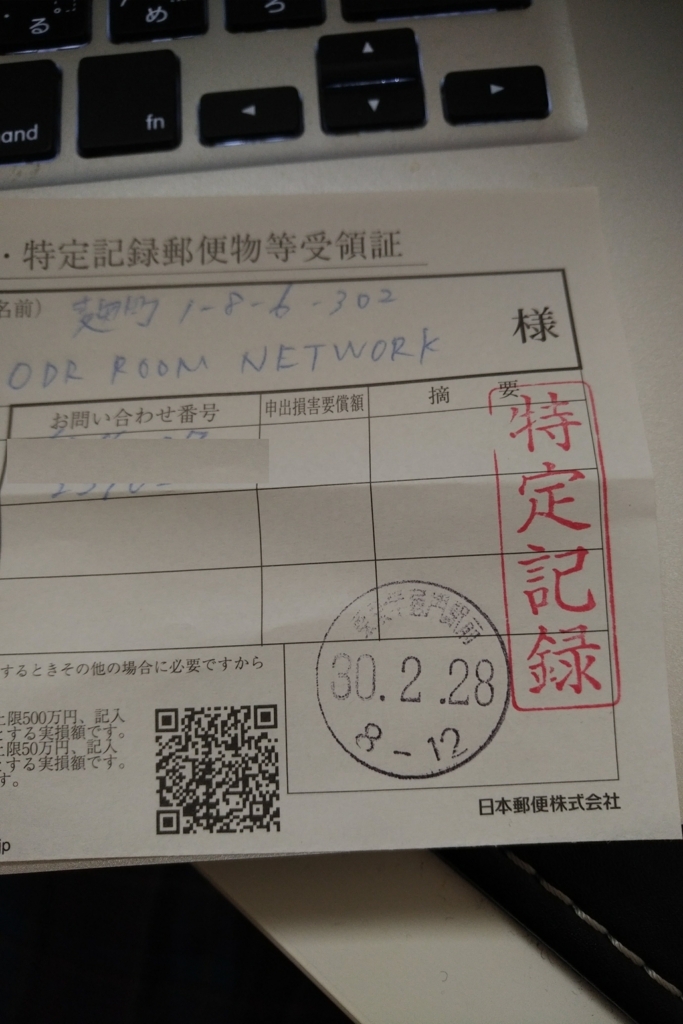 る
め
ろ
and
fn
・特定記録郵便物等受領証
名前)
麹町 1-8-6-302
様
ODR ROOM NETWORK
お問い合わせ番号
申出損害要償額
摘 要
特定記録
30.2.28
8-12
するときその他の場合に必要ですから
上限500万円、記入
とする実損額です。
上限50万円、記入
とする実損額です。
す。
jp
日本郵便株式会社